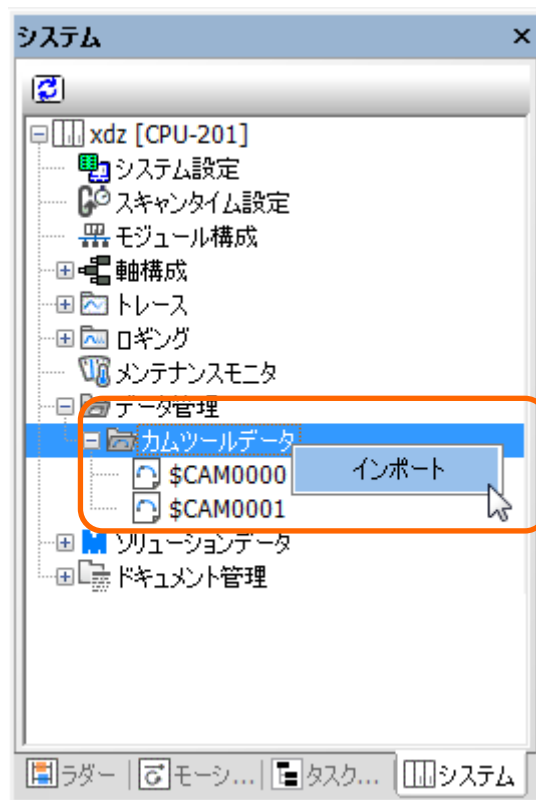 システム
xdz [CPU-201]
システム設定
スキャンタイム設定
モジュール構成
軸構成
トレース
ロギング
メンテナンスモニタ
データ管理
カムツールデータ
インポート
$CAM0000
$CAM0001
ソリューションデータ
ドキュメント管理
ラダー モーシ... タスク... システム